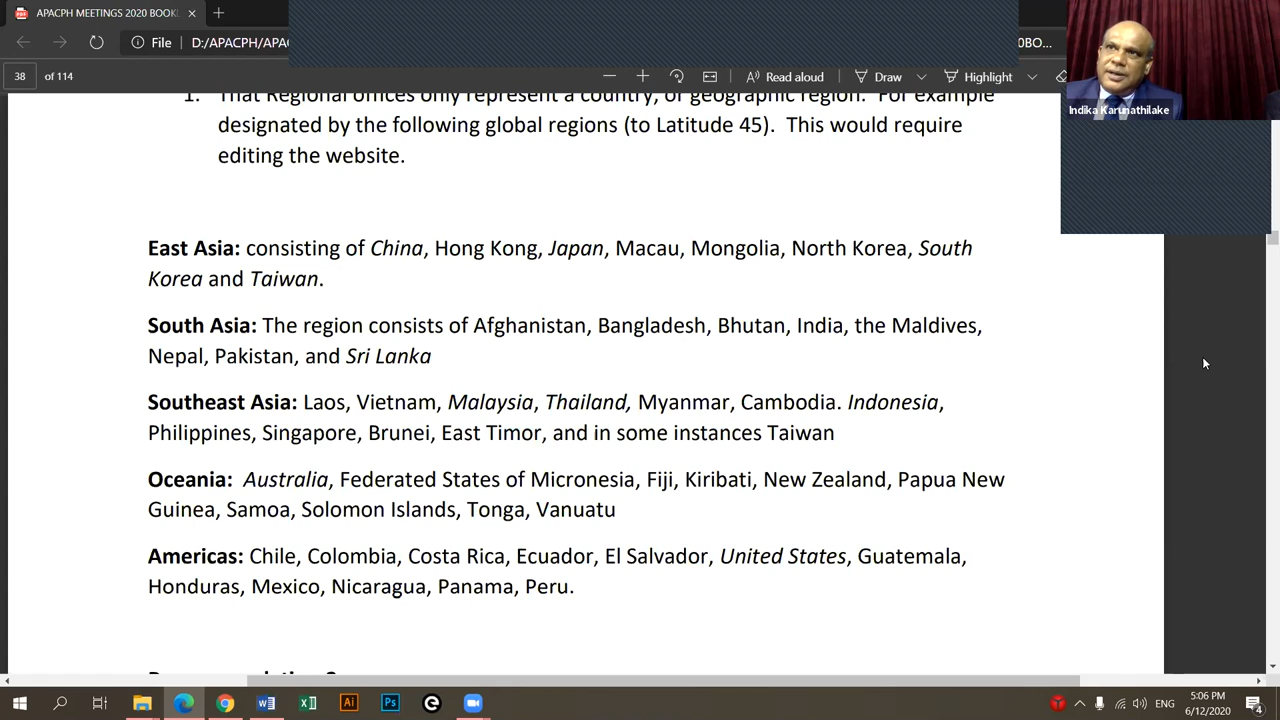 APACPH MEETINGS 2020 BOOK
File
D:/APACPH/APA
0BO...
38 of 114
Read aloud
Draw
Highlight
Indika Karunathilake
1. That Regional offices only represent a country, or geographic region. For example
designated by the following global regions (to Latitude 45). This would require
editing the website.
East Asia: consisting of China, Hong Kong, Japan, Macau, Mongolia, North Korea, South
Korea and Taiwan.
South Asia: The region consists of Afghanistan, Bangladesh, Bhutan, India, the Maldives,
Nepal, Pakistan, and Sri Lanka
Southeast Asia: Laos, Vietnam, Malaysia, Thailand, Myanmar, Cambodia. Indonesia,
Philippines, Singapore, Brunei, East Timor, and in some instances Taiwan
Oceania: Australia, Federated States of Micronesia, Fiji, Kiribati, New Zealand, Papua New
Guinea, Samoa, Solomon Islands, Tonga, Vanuatu
Americas: Chile, Colombia, Costa Rica, Ecuador, El Salvador, United States, Guatemala,
Honduras, Mexico, Nicaragua, Panama, Peru.
ENG
5:06 PM
6/12/2020
4